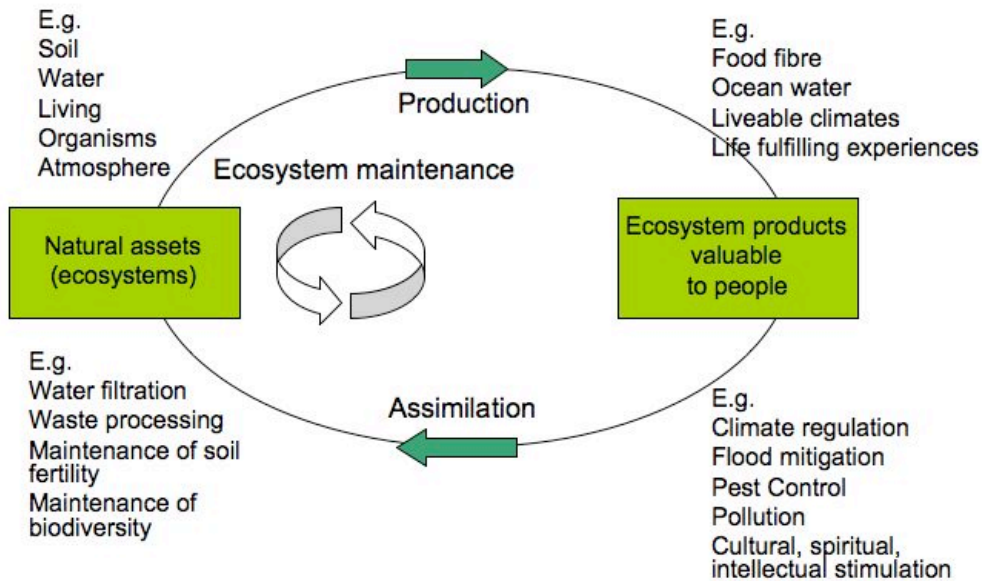 E.g.
Soil
Water
Living
Organisms
Atmosphere
Production
E.g.
Food fibre
Ocean water
Liveable climates
Life fulfilling experiences
Ecosystem maintenance
Natural assets
(ecosystems)
Ecosystem products
valuable
to people
E.g.
Water filtration
Waste processing
Maintenance of soil
fertility
Maintenance of
biodiversity
Assimilation
E.g.
Climate regulation
Flood mitigation
Pest Control
Pollution
Cultural, spiritual,
intellectual stimulation